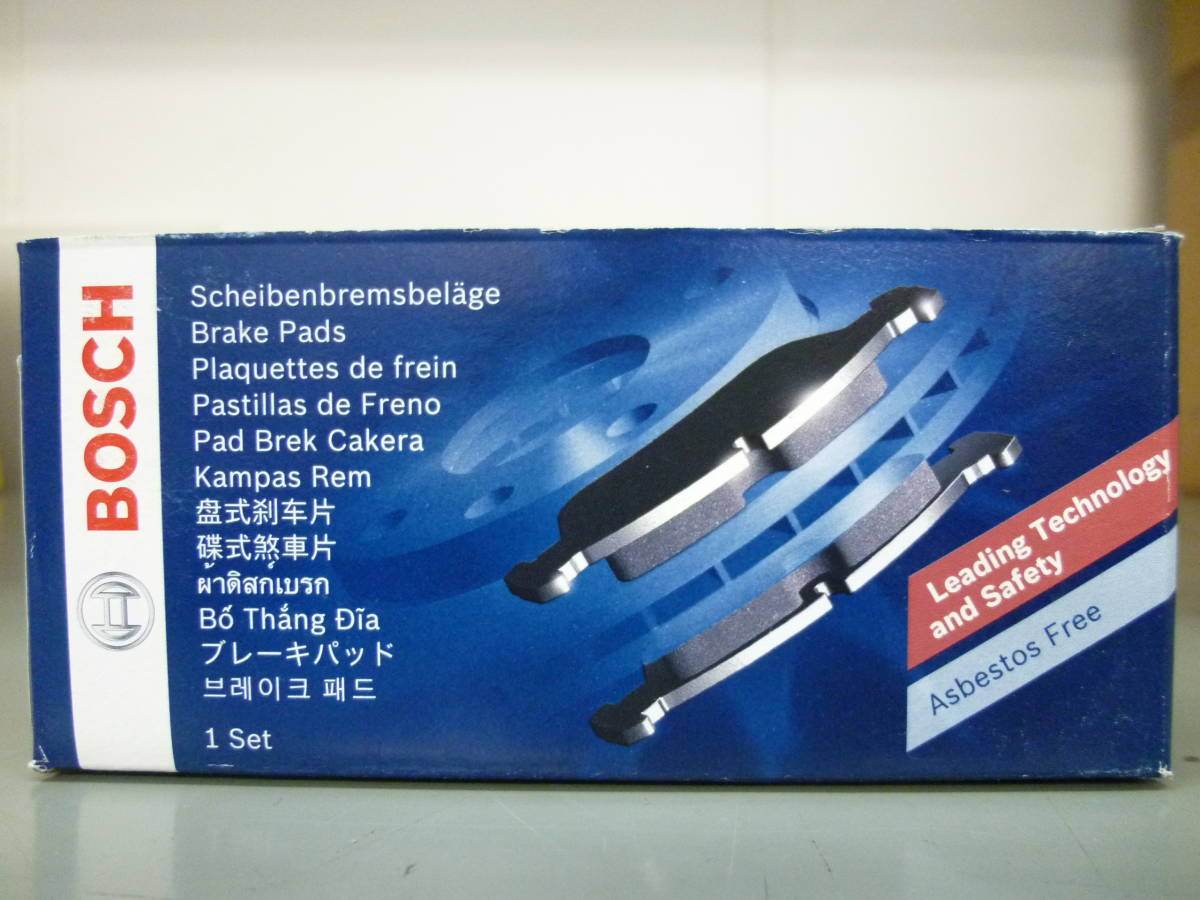 BOSCH
Scheibenbremsbeläge
Brake Pads
Plaquettes de frein
Pastillas de Freno
Pad Brek Cakera
Kampas Rem
盘式刹车片
碟式煞車片
ผ้าดิสก์เบรก
Bố Thắng Đĩa
ブレーキパッド
브레이크 패드
1 Set
Leading Technology
and Safety
Asbestos Free